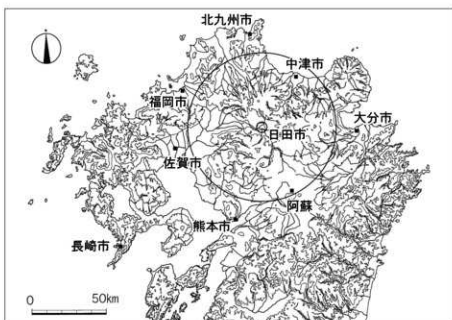 北九州市
中津市
福岡市
大分市
日田市
佐賀市
阿蘇
熊本市
長崎市
0 50km